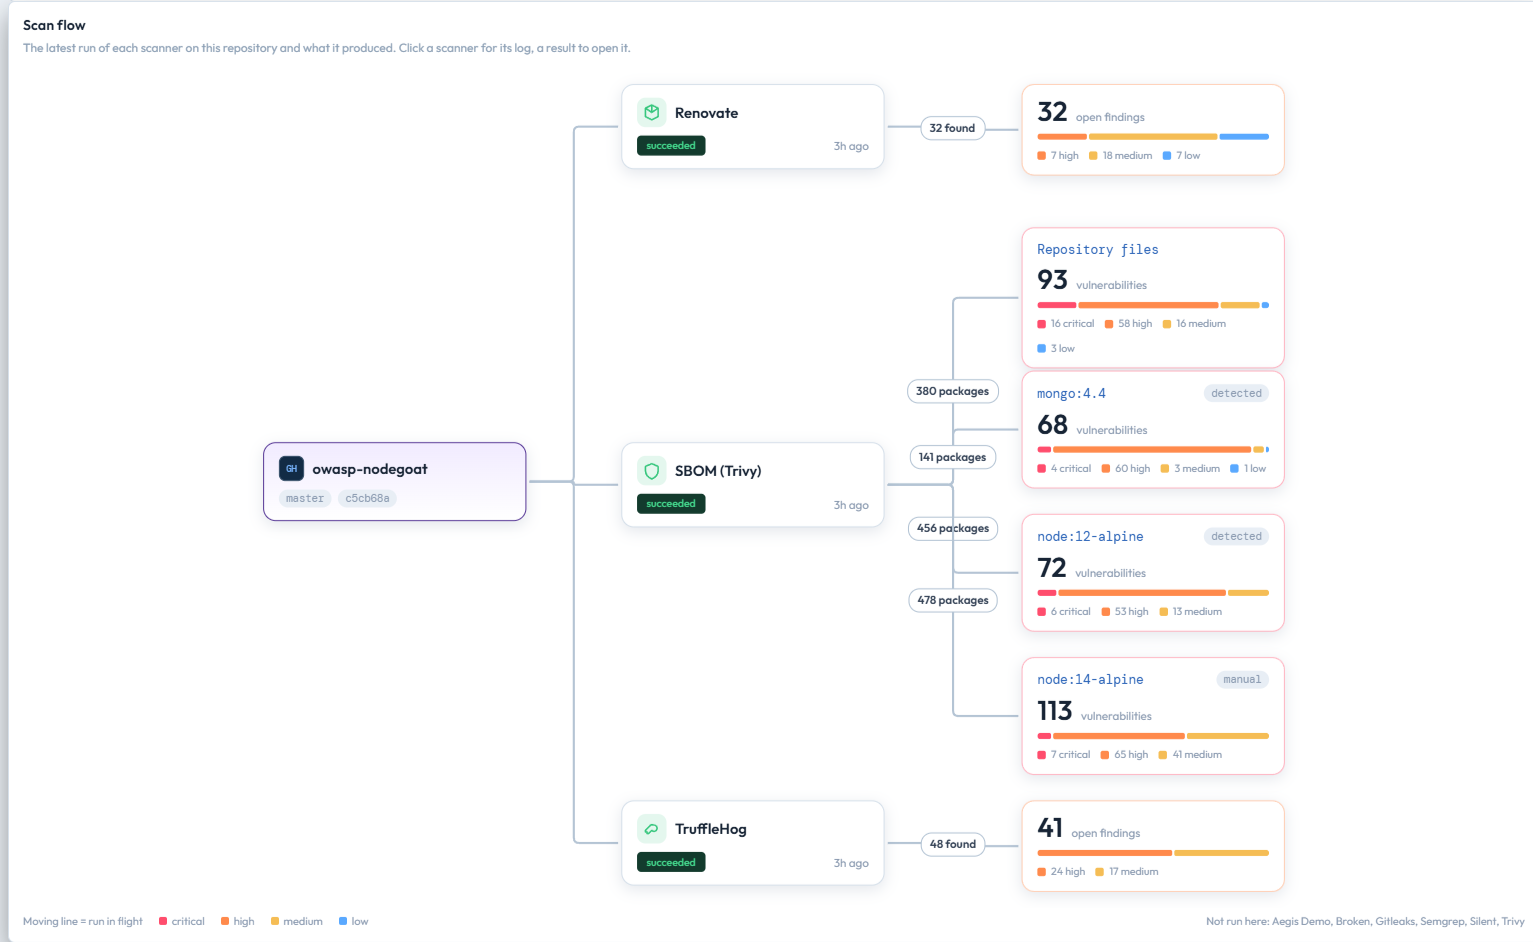 Scan flow
The latest run of each scanner on this repository and what it produced. Click a scanner for its log, a result to open it.
GH owasp-nodegoat
master c5cb68a
Renovate
succeeded 3h ago
32 found
32 open findings
7 high 18 medium 7 low
SBOM (Trivy)
succeeded 3h ago
380 packages
141 packages
456 packages
478 packages
Repository files
93 vulnerabilities
16 critical 58 high 16 medium
3 low
mongo:4.4 detected
68 vulnerabilities
4 critical 60 high 3 medium 1 low
node:12-alpine detected
72 vulnerabilities
6 critical 53 high 13 medium
node:14-alpine manual
113 vulnerabilities
7 critical 65 high 41 medium
TruffleHog
succeeded 3h ago
48 found
41 open findings
24 high 17 medium
Moving line = run in flight critical high medium low
Not run here: Aegis Demo, Broken, Gitleaks, Semgrep, Silent, Trivy